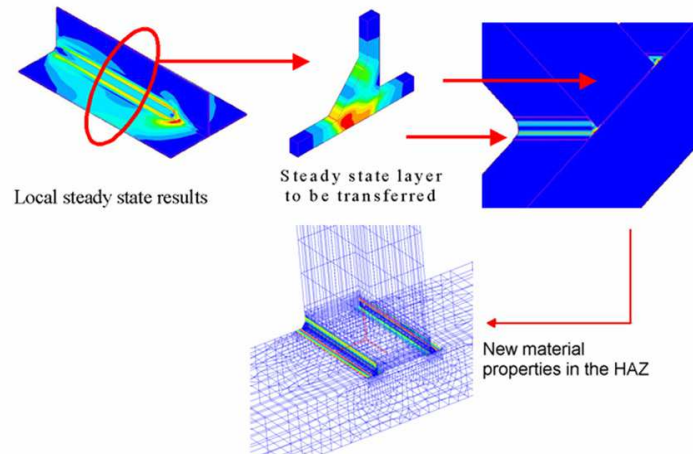 Local steady state results
Steady state layer
to be transferred
New material
properties in the HAZ